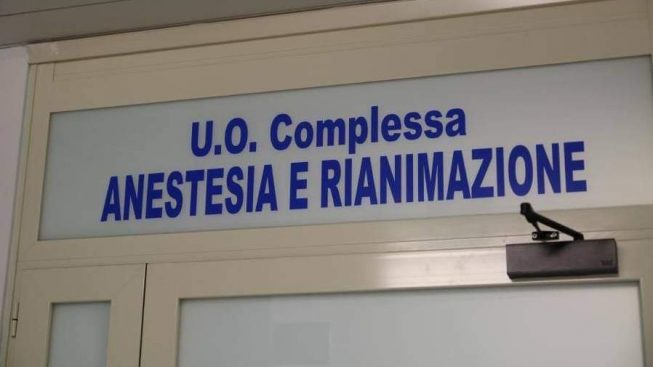 U.O. Complessa
ANESTESIA E RIANIMAZIONE